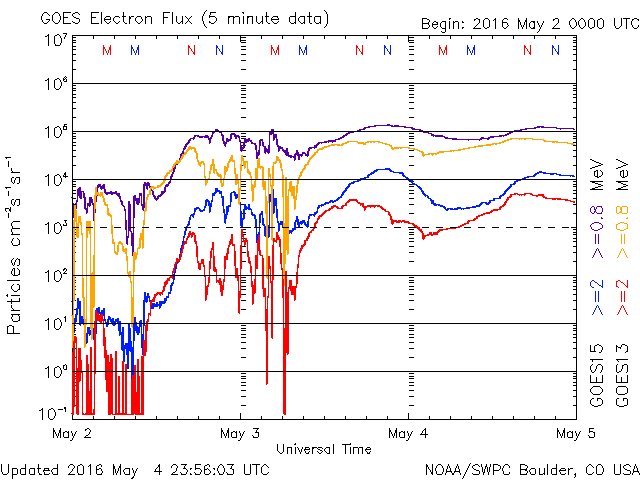 GOES Electron Flux (5 minute data)
Begin: 2016 May 2 0000 UTC
M M N N M M N N M M N N
10⁷
10⁶
10⁵
10⁴
10³
10²
10¹
10⁰
10⁻¹
Particles cm⁻²s⁻¹sr⁻¹
May 2 May 3 May 4 May 5
Universal Time
GOES15 >=2 >=0.8 MeV
GOES13 >=2 >=0.8 MeV
Updated 2016 May 4 23:56:03 UTC
NOAA/SWPC Boulder, CO USA